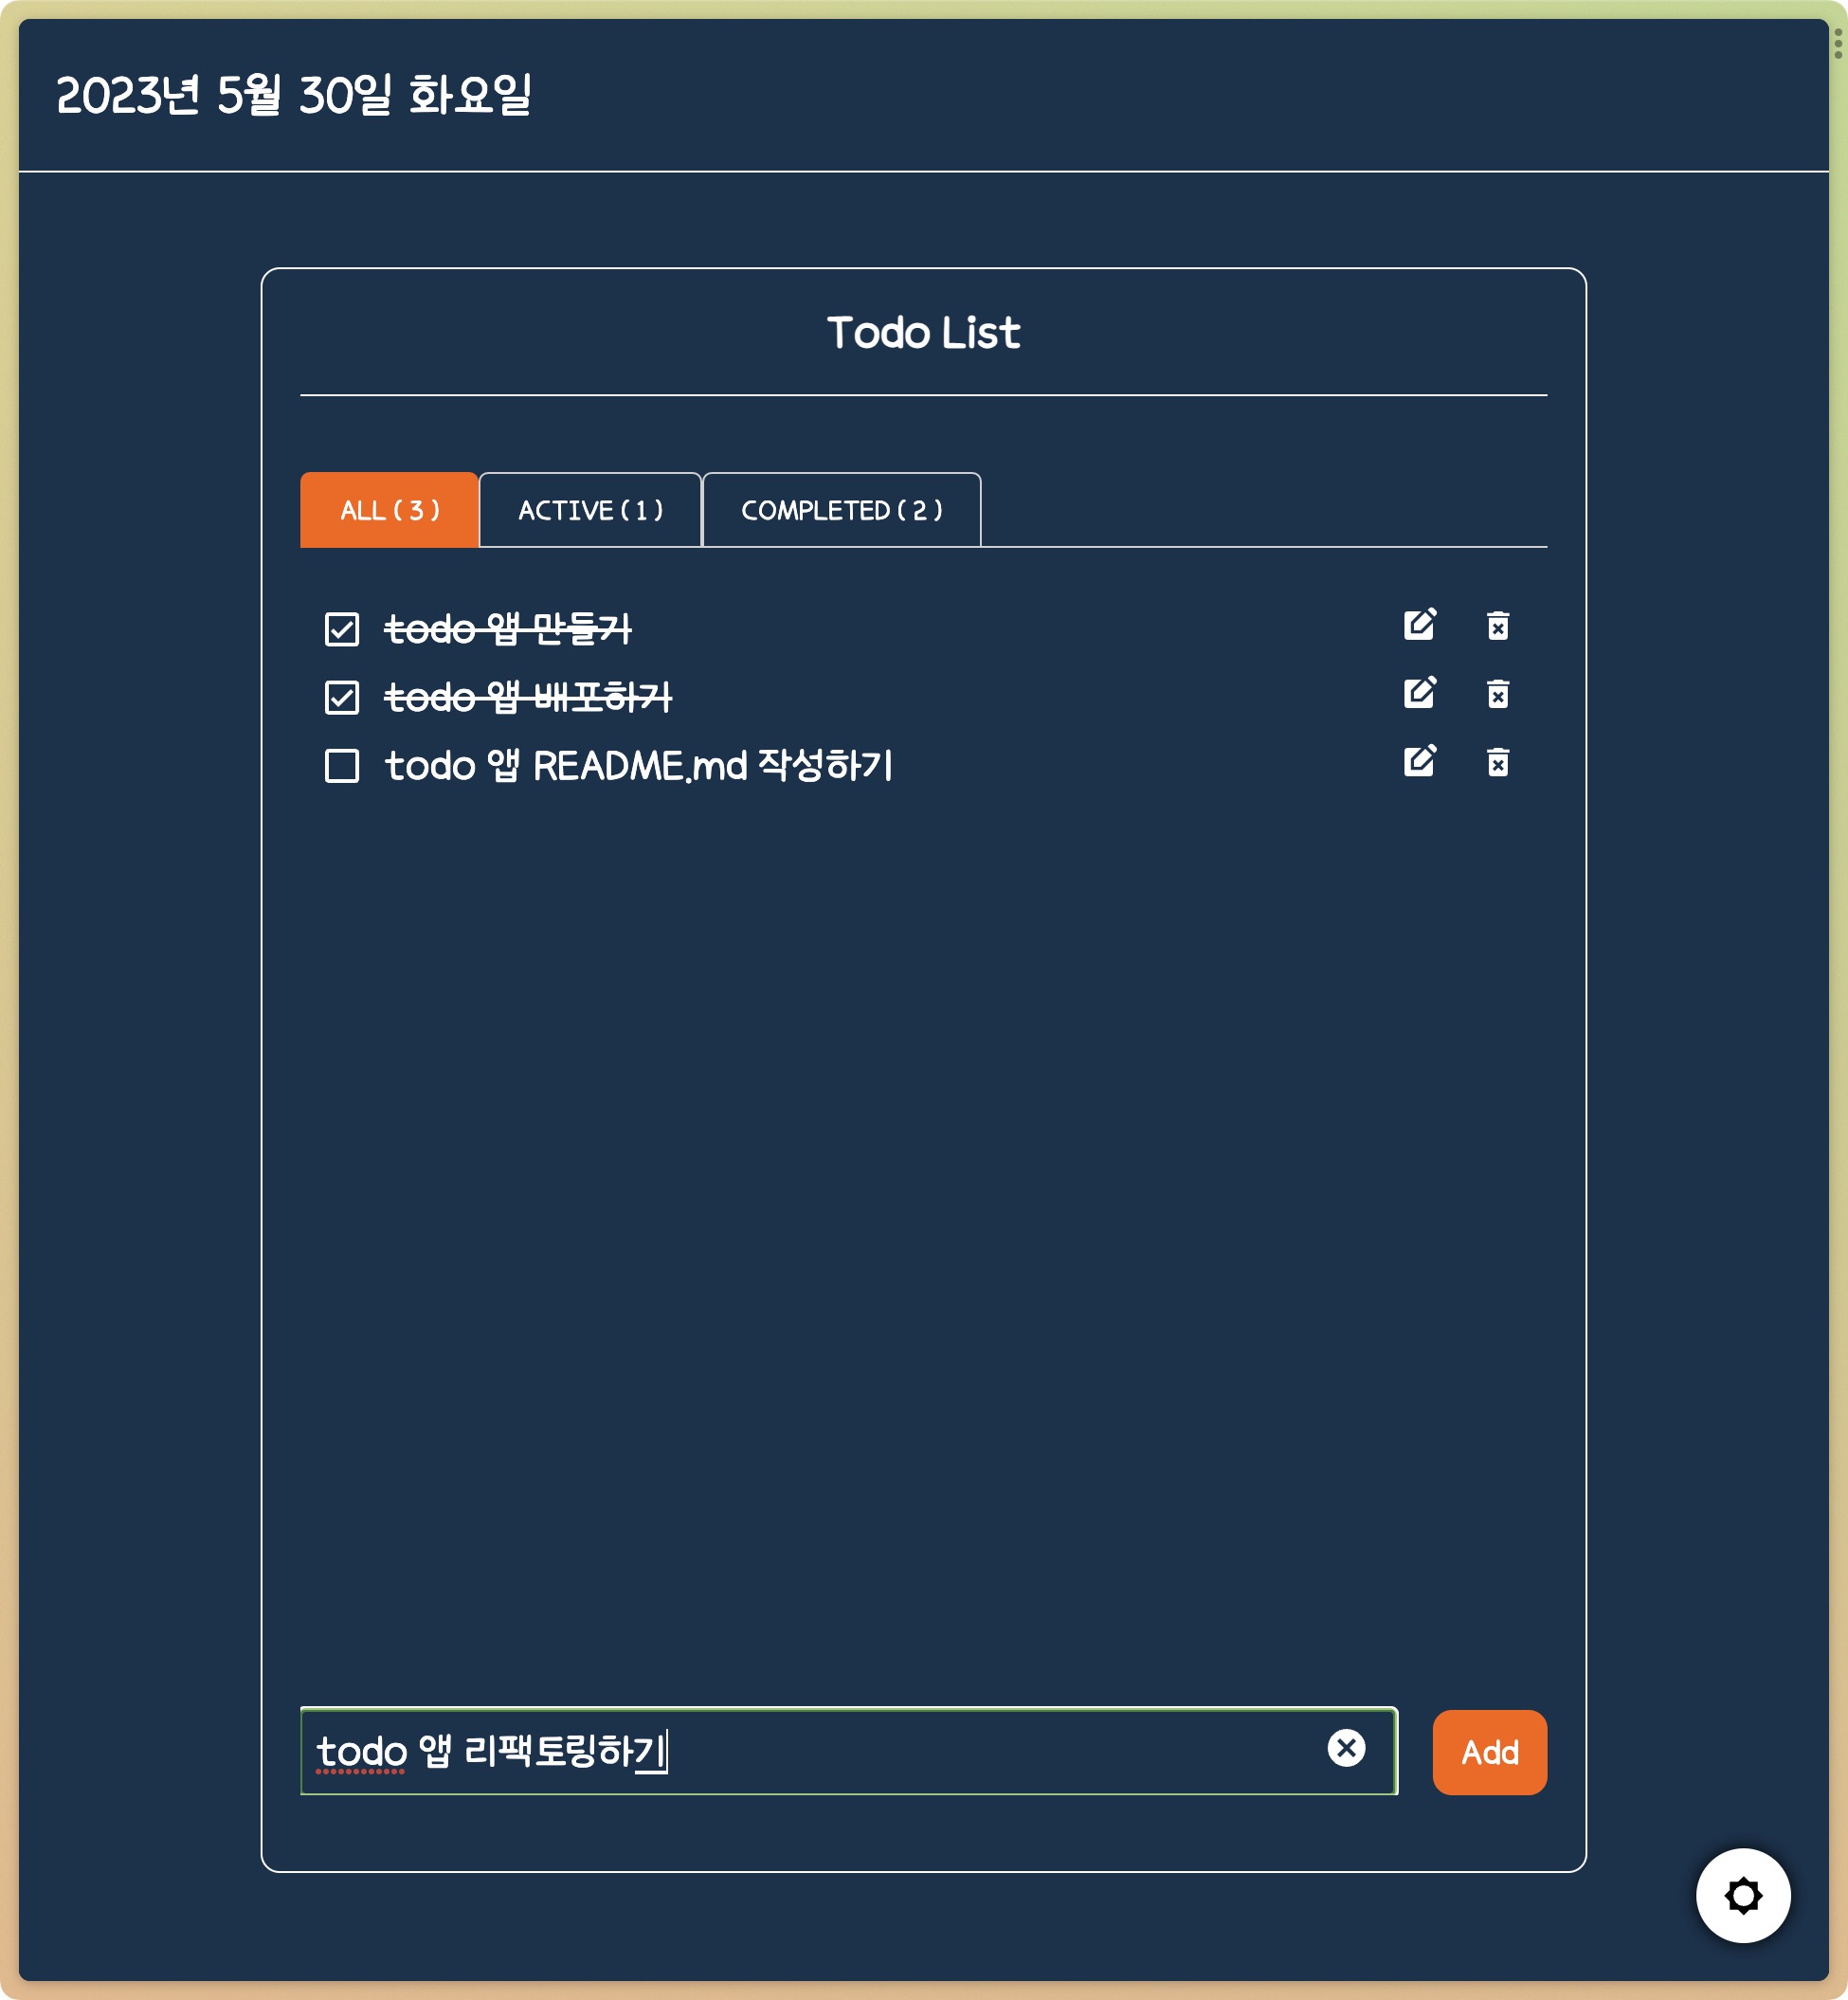 2023년 5월 30일 화요일
Todo List
ALL ( 3 ) ACTIVE ( 1 ) COMPLETED ( 2 )
todo 앱 만들기
todo 앱 배포하기
todo 앱 README.md 작성하기
todo 앱 리팩토링하기 Add